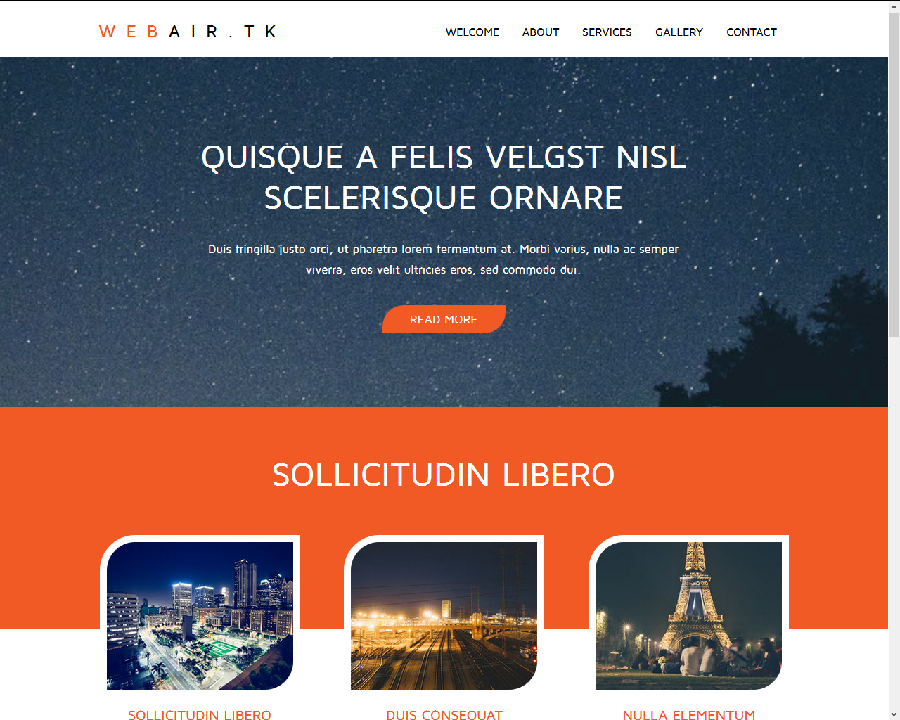 WEBAIR.TK
WELCOME ABOUT SERVICES GALLERY CONTACT
QUISQUE A FELIS VELGST NISL
SCELERISQUE ORNARE
Duis fringilla justo orci, ut pharetra lorem fermentum at. Morbi varius, nulla ac semper
viverra, eros velit ultricies eros, sed commodo dui.
READ MORE
SOLLICITUDIN LIBERO
SOLLICITUDIN LIBERO
DUIS CONSEQUAT
NULLA ELEMENTUM